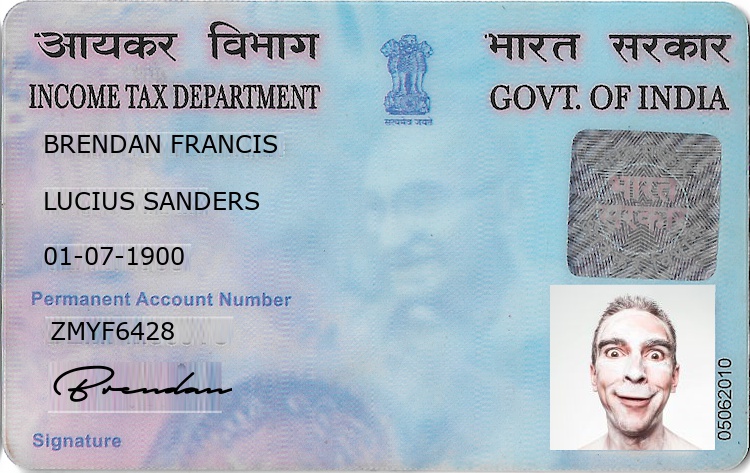 आयकर विभाग
भारत सरकार
INCOME TAX DEPARTMENT
GOVT. OF INDIA
सत्यमेव जयते
BRENDAN FRANCIS
LUCIUS SANDERS
भारत
सरकार
01-07-1900
Permanent Account Number
ZMYF6428
Brendan
05062010
Signature